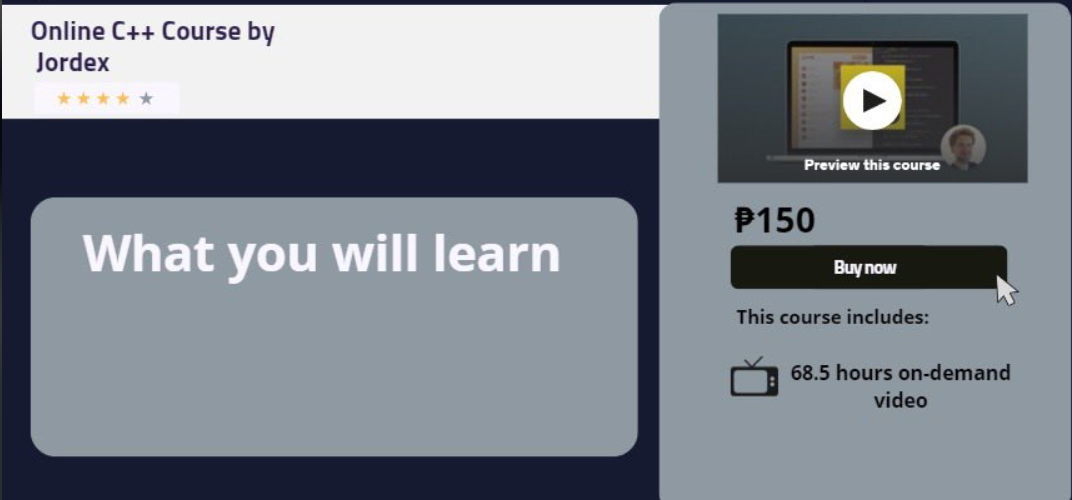 Online C++ Course by
Jordex
What you will learn
Preview this course
₱150
Buy now
This course includes:
68.5 hours on-demand
video